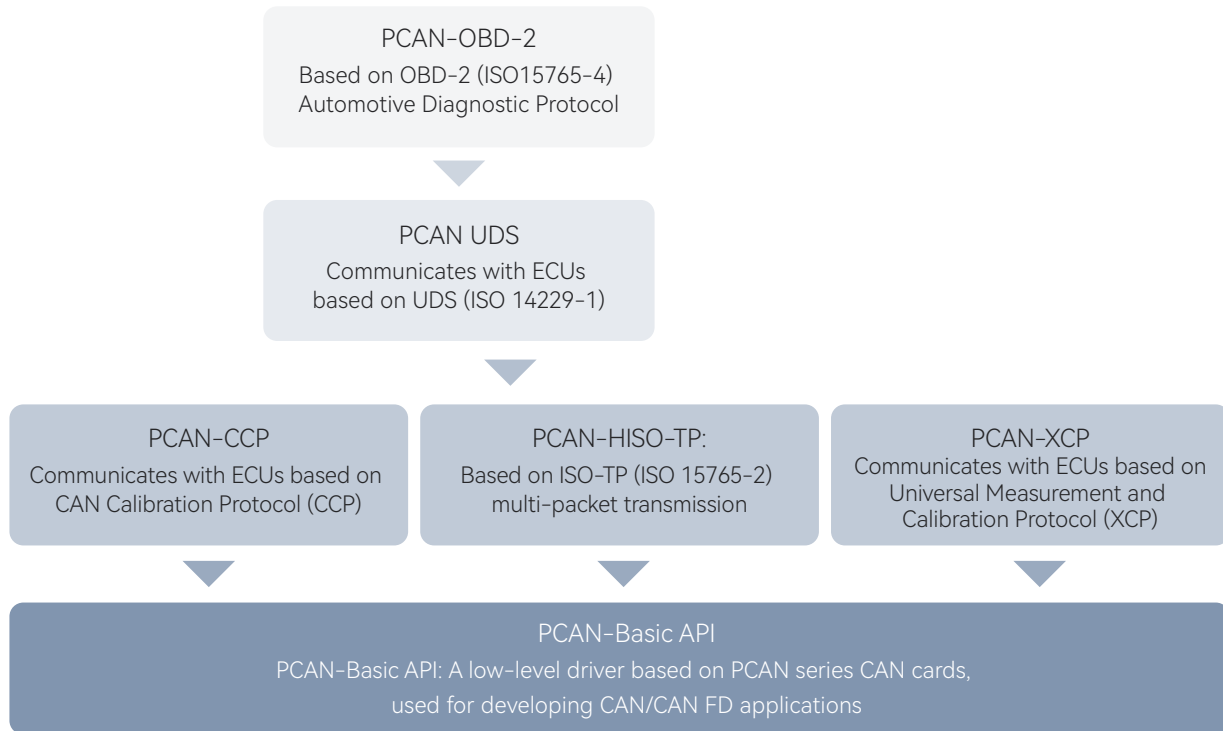 PCAN-OBD-2
Based on OBD-2 (ISO15765-4)
Automotive Diagnostic Protocol
PCAN UDS
Communicates with ECUs
based on UDS (ISO 14229-1)
PCAN-CCP
Communicates with ECUs based on
CAN Calibration Protocol (CCP)
PCAN-HISO-TP:
Based on ISO-TP (ISO 15765-2)
multi-packet transmission
PCAN-XCP
Communicates with ECUs based on
Universal Measurement and
Calibration Protocol (XCP)
PCAN-Basic API
PCAN-Basic API: A low-level driver based on PCAN series CAN cards,
used for developing CAN/CAN FD applications